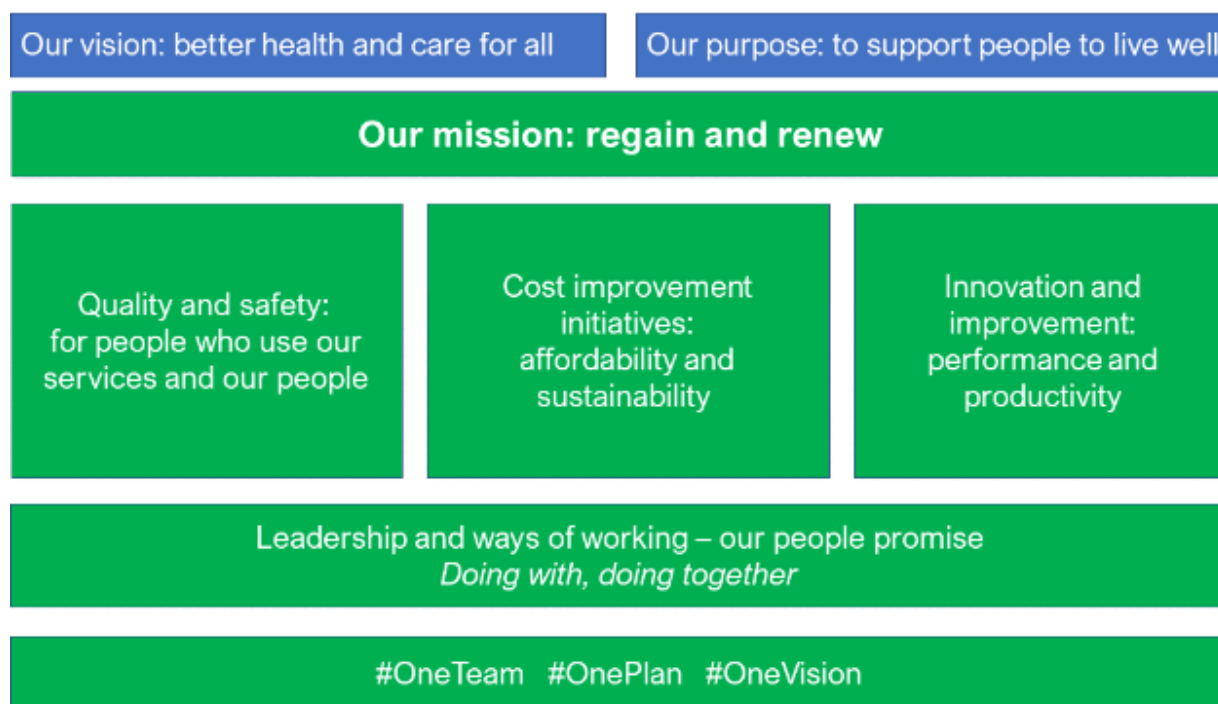 Our vision: better health and care for all
Our purpose: to support people to live well
Our mission: regain and renew
Quality and safety:
for people who use our
services and our people
Cost improvement
initiatives:
affordability and
sustainability
Innovation and
improvement:
performance and
productivity
Leadership and ways of working – our people promise
Doing with, doing together
#OneTeam #OnePlan #OneVision